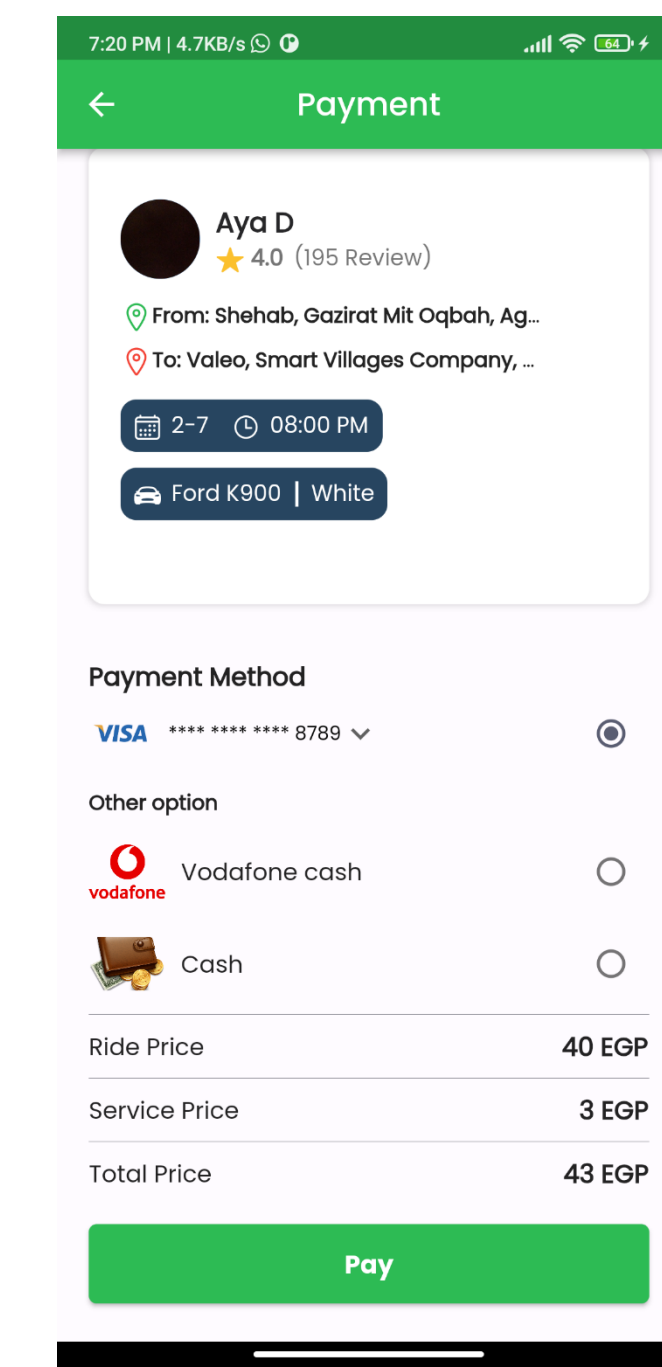 7:20 PM | 4.7KB/s 64
Payment
Aya D
4.0 (195 Review)
From: Shehab, Gazirat Mit Oqbah, Ag...
To: Valeo, Smart Villages Company, ...
2-7 08:00 PM
Ford K900 | White
Payment Method
VISA **** **** **** 8789
Other option
vodafone Vodafone cash
Cash
Ride Price 40 EGP
Service Price 3 EGP
Total Price 43 EGP
Pay